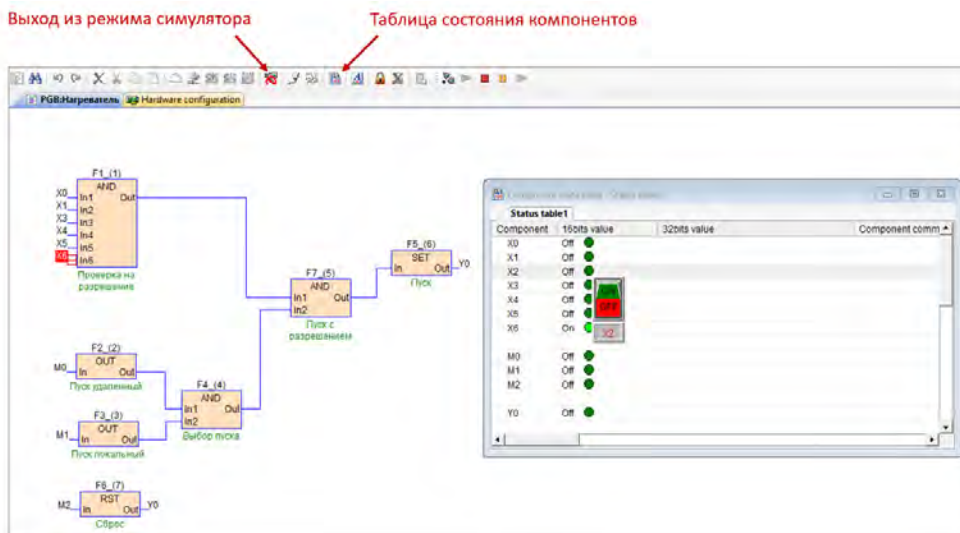 Выход из режима симулятора
Таблица состояния компонентов
PGB:Нагреватель
Hardware configuration
F1_(1)
AND
X0
In1
Out
X1
In2
X3
In3
X4
In4
X5
In5
X6
In6
Проверка на
разрешение
F2_(2)
OUT
M0
In
Out
Пуск удаленный
F3_(3)
OUT
M1
In
Out
Пуск локальный
F4_(4)
AND
In1
Out
In2
Выбор пуска
F7_(5)
AND
In1
Out
In2
Пуск с
разрешением
F5_(6)
SET
In
Out
Y0
Пуск
F6_(7)
RST
M2
In
Out
Y0
Сброс
Status table1
Component 16bits value 32bits value Component comm
X0 Off
X1 Off
X2 Off
X3 Off
X4 Off
X5 Off
X6 On
ON
OFF
X2
M0 Off
M1 Off
M2 Off
Y0 Off